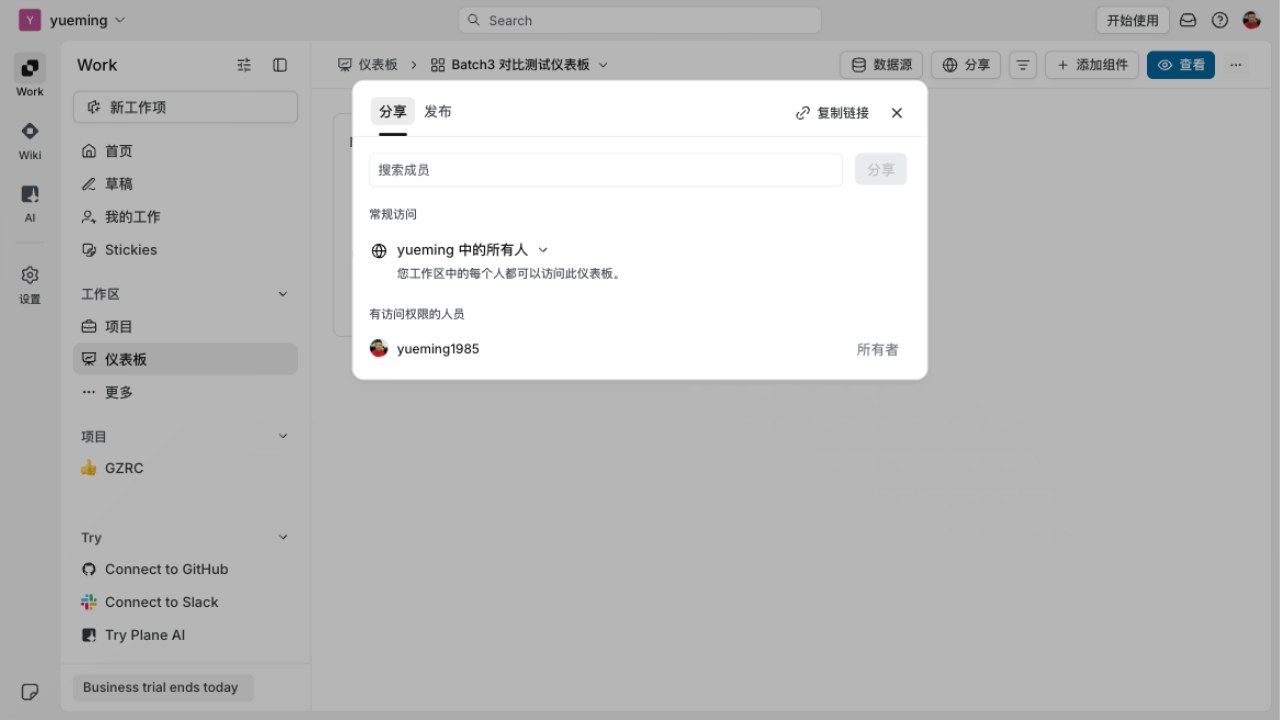 Y yueming
Search
开始使用
Work
Wiki
AI
设置
Work
新工作项
首页
草稿
我的工作
Stickies
工作区
项目
仪表板
更多
项目
GZRC
Try
Connect to GitHub
Connect to Slack
Try Plane AI
Business trial ends today
仪表板
Batch3 对比测试仪表板
数据源
分享
添加组件
查看
分享
发布
复制链接
搜索成员
分享
常规访问
yueming 中的所有人
您工作区中的每个人都可以访问此仪表板。
有访问权限的人员
yueming1985
所有者